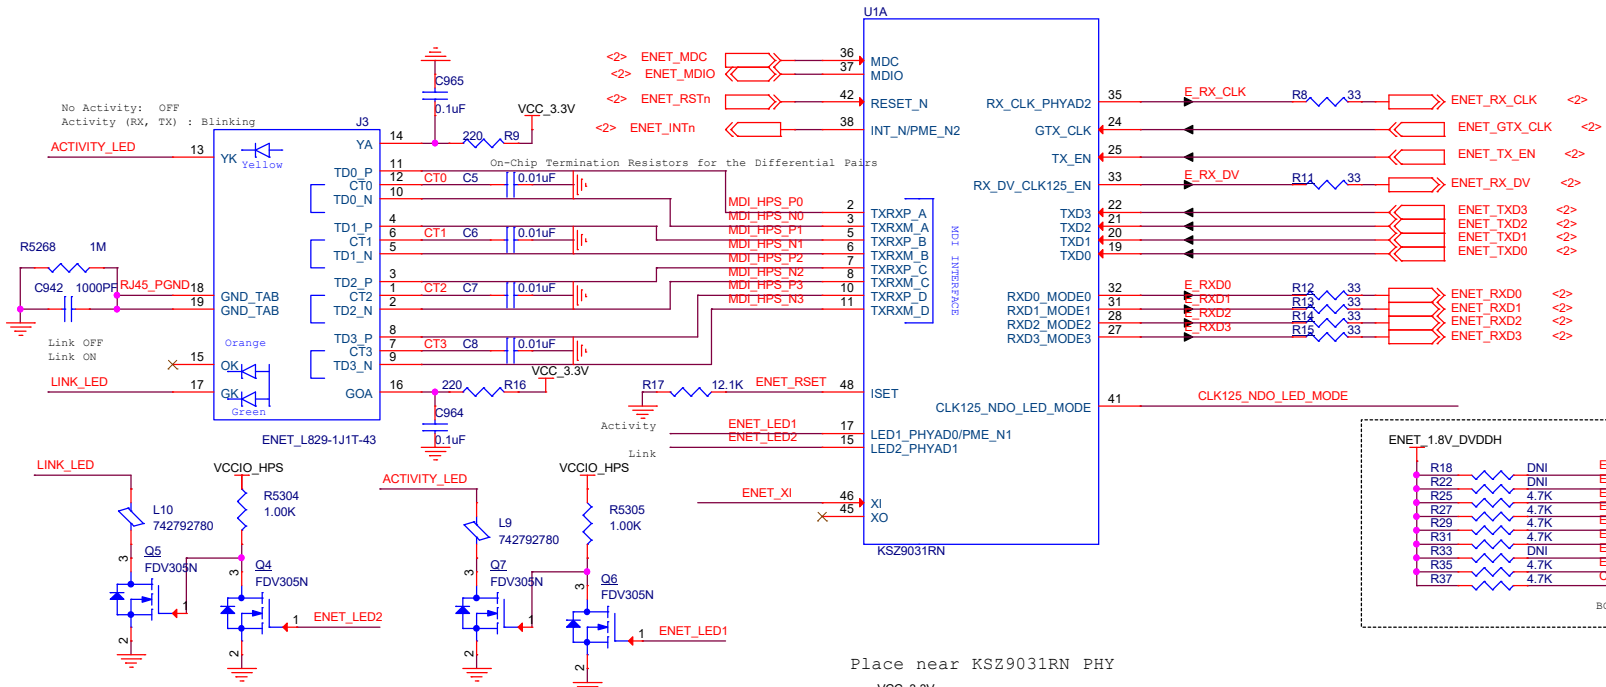 U1A
<2> ENET_MDC 36 MDC
<2> ENET_MDIO 37 MDIO
<2> ENET_RSTn 42 RESET_N
<2> ENET_INTn 38 INT_N/PME_N2
RX_CLK_PHYAD2 35 E_RX_CLK R8 33 ENET_RX_CLK <2>
GTX_CLK 24 ENET_GTX_CLK <2>
TX_EN 25 ENET_TX_EN <2>
RX_DV_CLK125_EN 33 E_RX_DV R11 33 ENET_RX_DV <2>
TXD3 22 ENET_TXD3 <2>
TXD2 21 ENET_TXD2 <2>
TXD1 20 ENET_TXD1 <2>
TXD0 19 ENET_TXD0 <2>
RXD0_MODE0 32 E_RXD0 R12 33 ENET_RXD0 <2>
RXD1_MODE1 31 E_RXD1 R13 33 ENET_RXD1 <2>
RXD2_MODE2 28 E_RXD2 R14 33 ENET_RXD2 <2>
RXD3_MODE3 27 E_RXD3 R15 33 ENET_RXD3 <2>
CLK125_NDO_LED_MODE 41 CLK125_NDO_LED_MODE
C965
0.1uF
VCC_3.3V
No Activity: OFF
Activity (RX, TX) : Blinking
J3
ACTIVITY_LED 13 YK
Yellow
YA 14 220 R9
On-Chip Termination Resistors for the Differential Pairs
TD0_P 11
CT0 12 CT0 C5 0.01uF
TD0_N 10
TD1_P 4
CT1 6 CT1 C6 0.01uF
TD1_N 5
TD2_P 3
CT2 1 CT2 C7 0.01uF
TD2_N 2
TD3_P 8
CT3 7 CT3 C8 0.01uF
TD3_N 9
MDI_HPS_P0 2 TXRXP_A
MDI_HPS_N0 3 TXRXM_A
MDI_HPS_P1 5 TXRXP_B
MDI_HPS_N1 6 TXRXM_B
MDI_HPS_P2 7 TXRXP_C
MDI_HPS_N2 8 TXRXM_C
MDI_HPS_P3 10 TXRXP_D
MDI_HPS_N3 11 TXRXM_D
MDI INTERFACE
R5268 1M
C942 1000PF
RJ45_PGND 18 GND_TAB
19 GND_TAB
Link OFF
Link ON
Orange
15 OK
LINK_LED 17 GK
Green
GOA 16 220 R16
VCC_3.3V
C964
0.1uF
ENET_L829-1J1T-43
R17 12.1K ENET_RSET 48 ISET
Activity ENET_LED1 17 LED1_PHYAD0/PME_N1
Link ENET_LED2 15 LED2_PHYAD1
ENET_XI 46 XI
45 XO
KSZ9031RN
LINK_LED
VCCIO_HPS
L10
742792780
R5304
1.00K
Q5
FDV305N
3
1
2
Q4
FDV305N
3
1
2
ENET_LED2
ACTIVITY_LED
VCCIO_HPS
L9
742792780
R5305
1.00K
Q7
FDV305N
3
1
2
Q6
FDV305N
3
1
2
ENET_LED1
ENET_1.8V_DVDDH
R18 DNI
R22 DNI
R25 4.7K
R27 4.7K
R29 4.7K
R31 4.7K
R33 DNI
R35 4.7K
R37 4.7K
Place near KSZ9031RN PHY